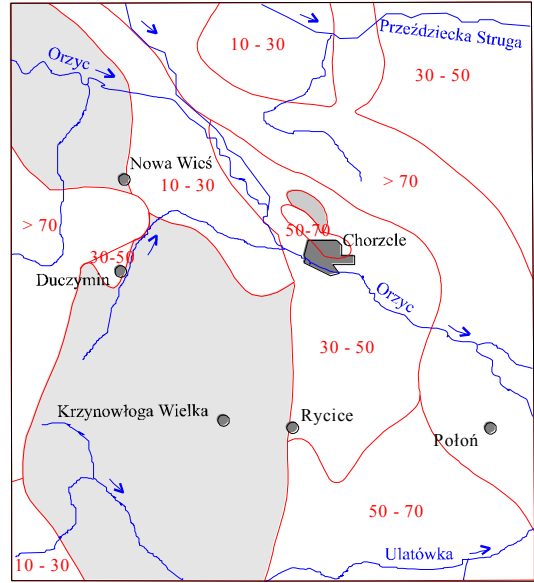 Orzyc
10 - 30
Przeździecka Struga
30 - 50
Nowa Wieś
10 - 30
> 70
> 70
50-70
Chorzele
30-50
Duczymin
Orzyc
30 - 50
Krzynowłoga Wielka
Rycice
Połoń
50 - 70
10 - 30
Ulatówka